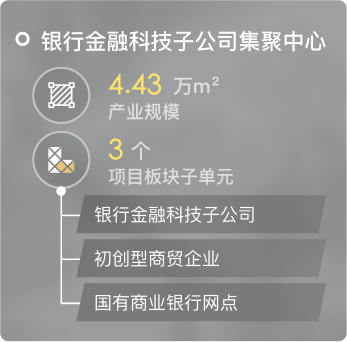 银行金融科技子公司集聚中心
4.43 万m²
产业规模
3 个
项目板块子单元
银行金融科技子公司
初创型商贸企业
国有商业银行网点